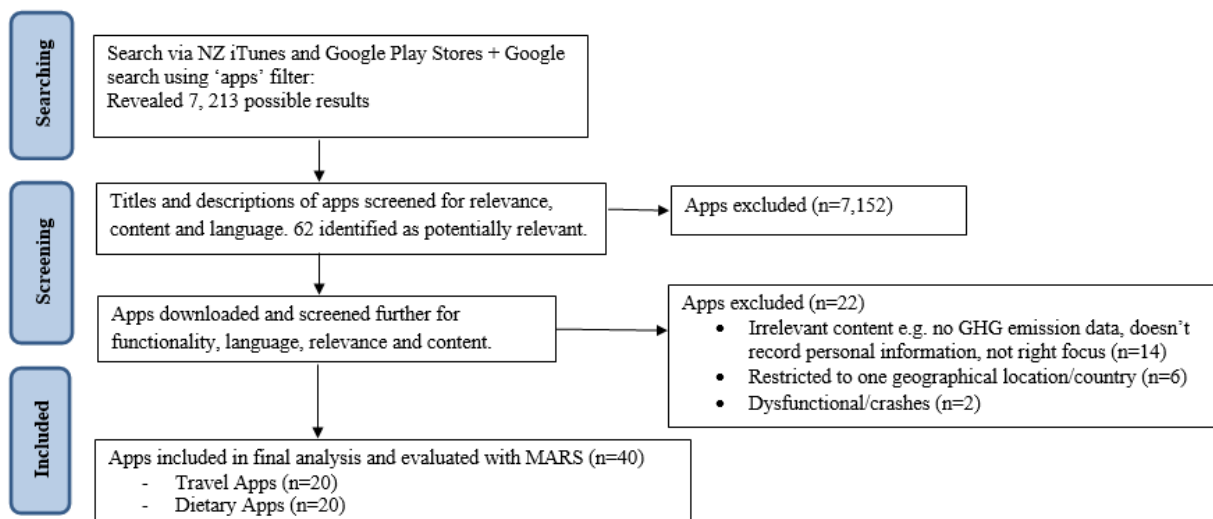 Searching
Search via NZ iTunes and Google Play Stores + Google
search using ‘apps’ filter:
Revealed 7, 213 possible results
Screening
Titles and descriptions of apps screened for relevance,
content and language. 62 identified as potentially relevant.
Apps excluded (n=7,152)
Apps downloaded and screened further for
functionality, language, relevance and content.
Apps excluded (n=22)
• Irrelevant content e.g. no GHG emission data, doesn’t
record personal information, not right focus (n=14)
• Restricted to one geographical location/country (n=6)
• Dysfunctional/crashes (n=2)
Included
Apps included in final analysis and evaluated with MARS (n=40)
- Travel Apps (n=20)
- Dietary Apps (n=20)